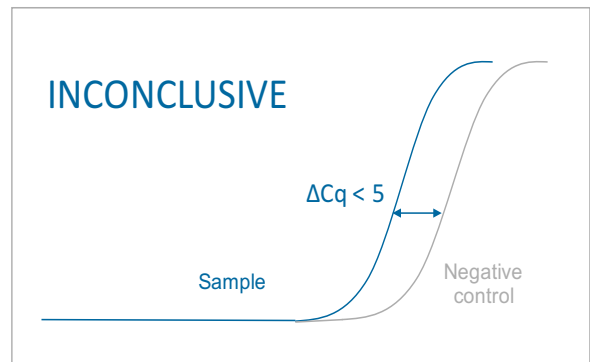 INCONCLUSIVE
ΔCq < 5
Sample
Negative
control